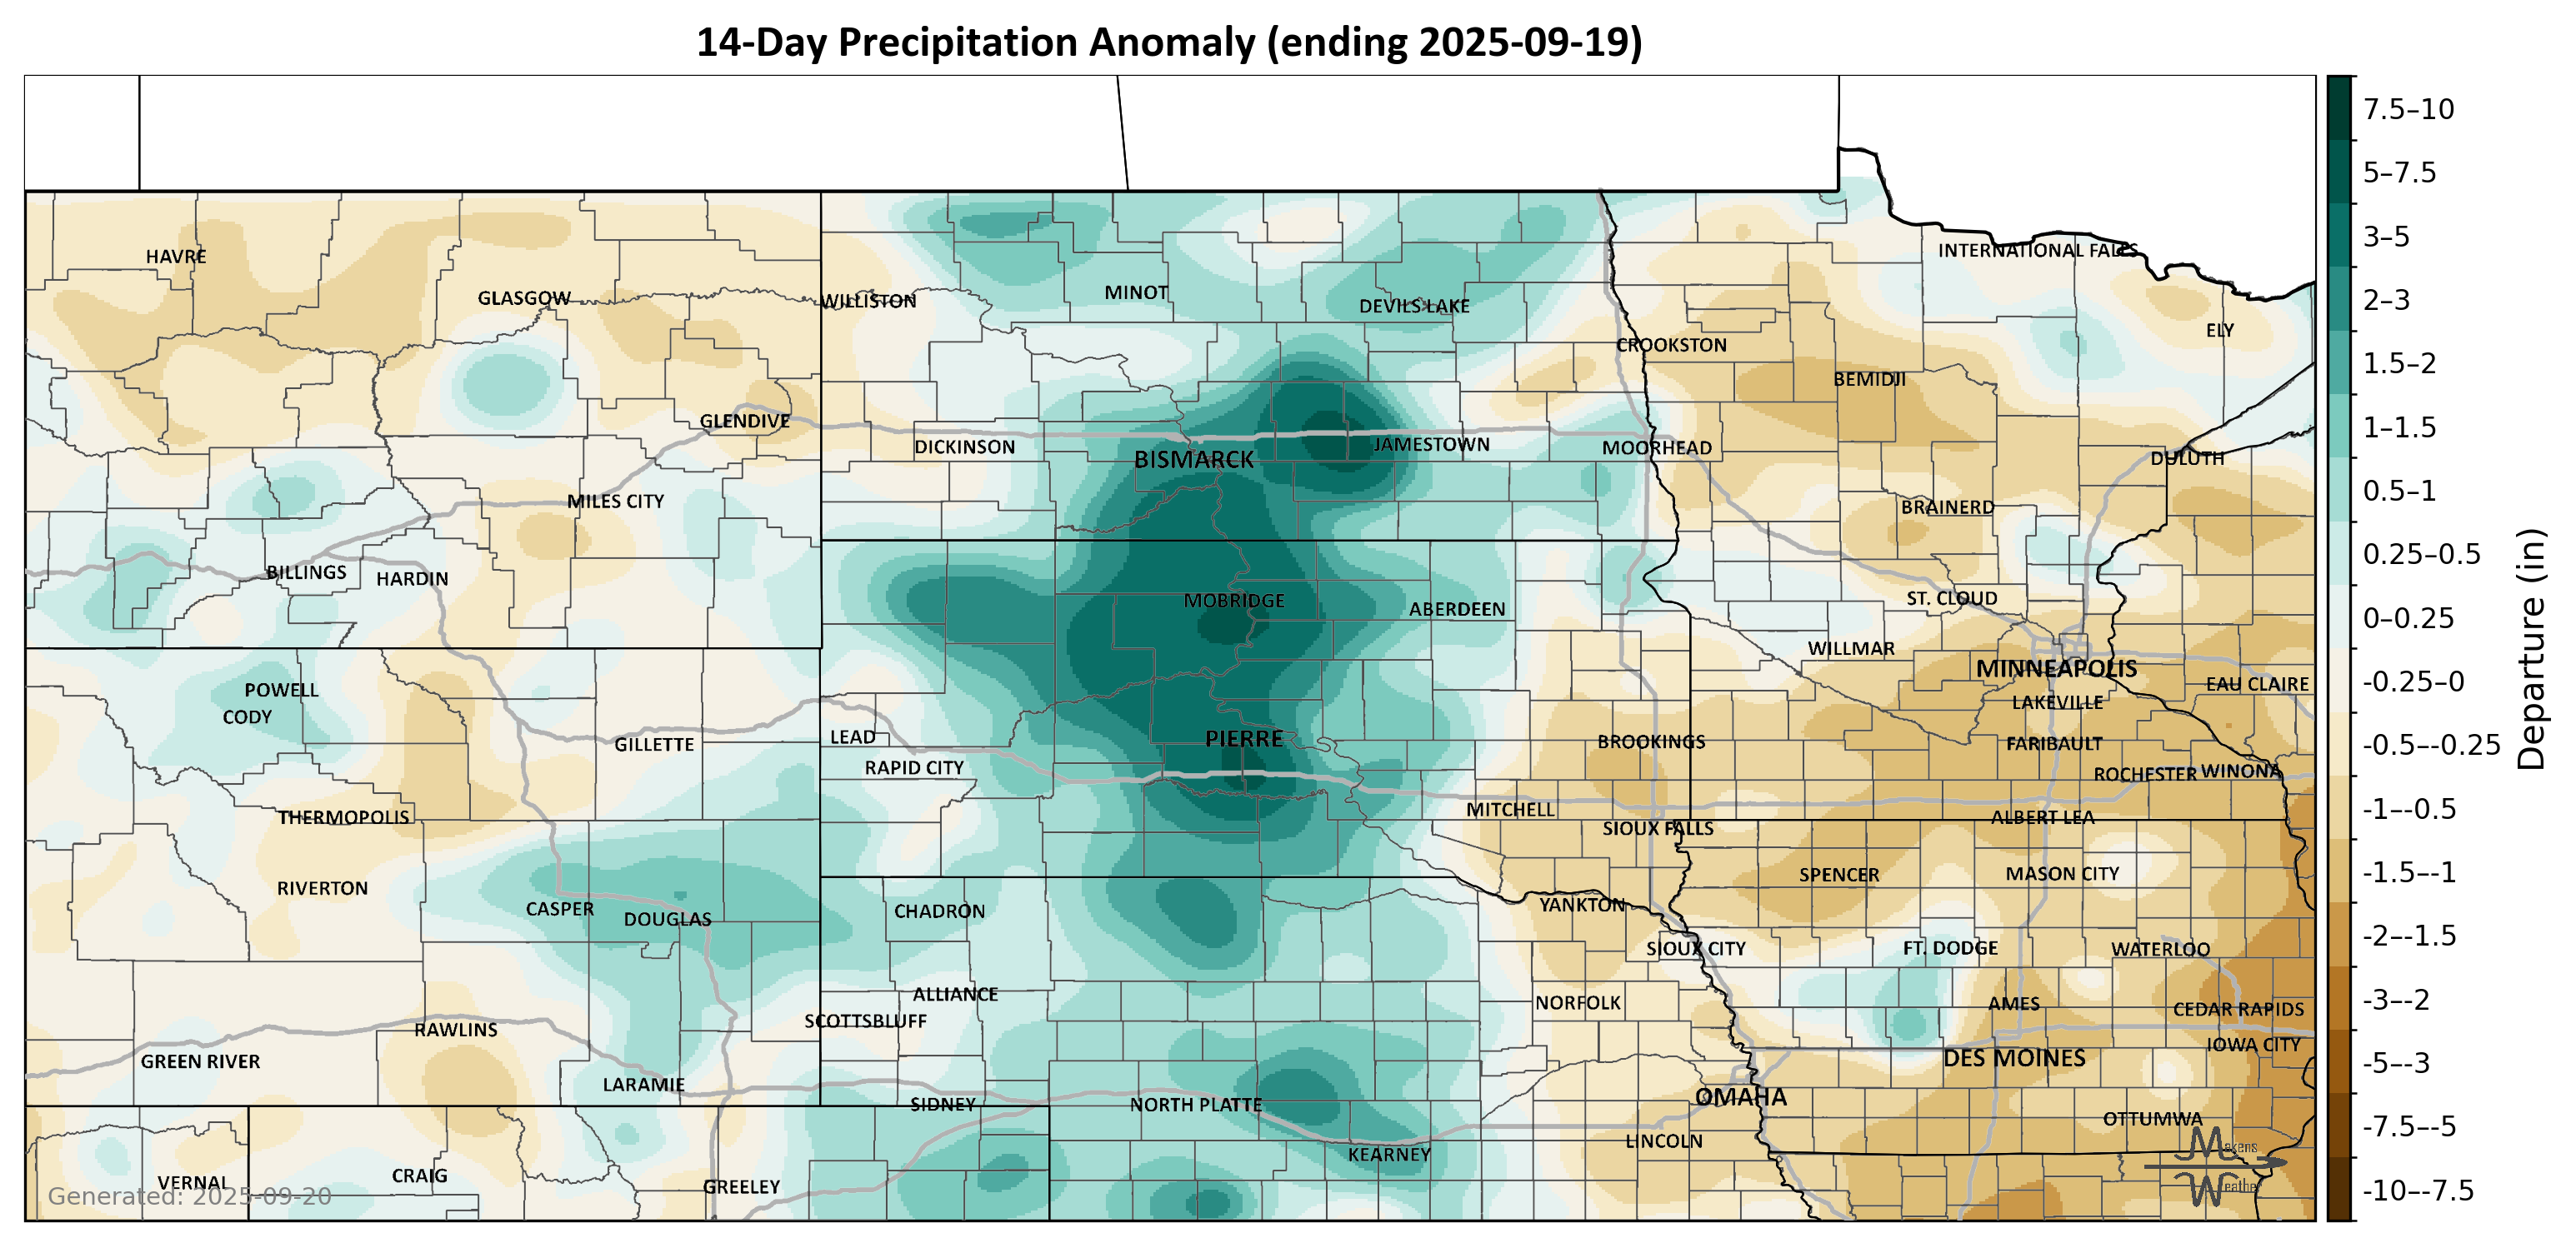 14-Day Precipitation Anomaly (ending 2025-09-19)
7.5–10
5–7.5
3–5
2–3
1.5–2
1–1.5
0.5–1
0.25–0.5
0–0.25
-0.25–0
-0.5–-0.25
-1–-0.5
-1.5–-1
-2–-1.5
-3–-2
-5–-3
-7.5–-5
-10–-7.5
Departure (in)
HAVRE
INTERNATIONAL FALLS
GLASGOW
WILLISTON
MINOT
DEVILS LAKE
ELY
CROOKSTON
BEMIDJI
GLENDIVE
DICKINSON
BISMARCK
JAMESTOWN
MOORHEAD
DULUTH
MILES CITY
BRAINERD
BILLINGS
HARDIN
MOBRIDGE
ABERDEEN
ST. CLOUD
WILLMAR
MINNEAPOLIS
POWELL
EAU CLAIRE
CODY
LAKEVILLE
GILLETTE
LEAD
PIERRE
BROOKINGS
FARIBAULT
RAPID CITY
ROCHESTER
WINONA
THERMOPOLIS
MITCHELL
ALBERT LEA
SIOUX FALLS
RIVERTON
SPENCER
MASON CITY
CASPER
DOUGLAS
CHADRON
YANKTON
SIOUX CITY
FT. DODGE
WATERLOO
ALLIANCE
NORFOLK
AMES
CEDAR RAPIDS
RAWLINS
SCOTTSBLUFF
GREEN RIVER
DES MOINES
IOWA CITY
LARAMIE
SIDNEY
NORTH PLATTE
OMAHA
OTTUMWA
LINCOLN
KEARNEY
VERNAL
CRAIG
GREELEY
Makens
Weather
Generated: 2025-09-20